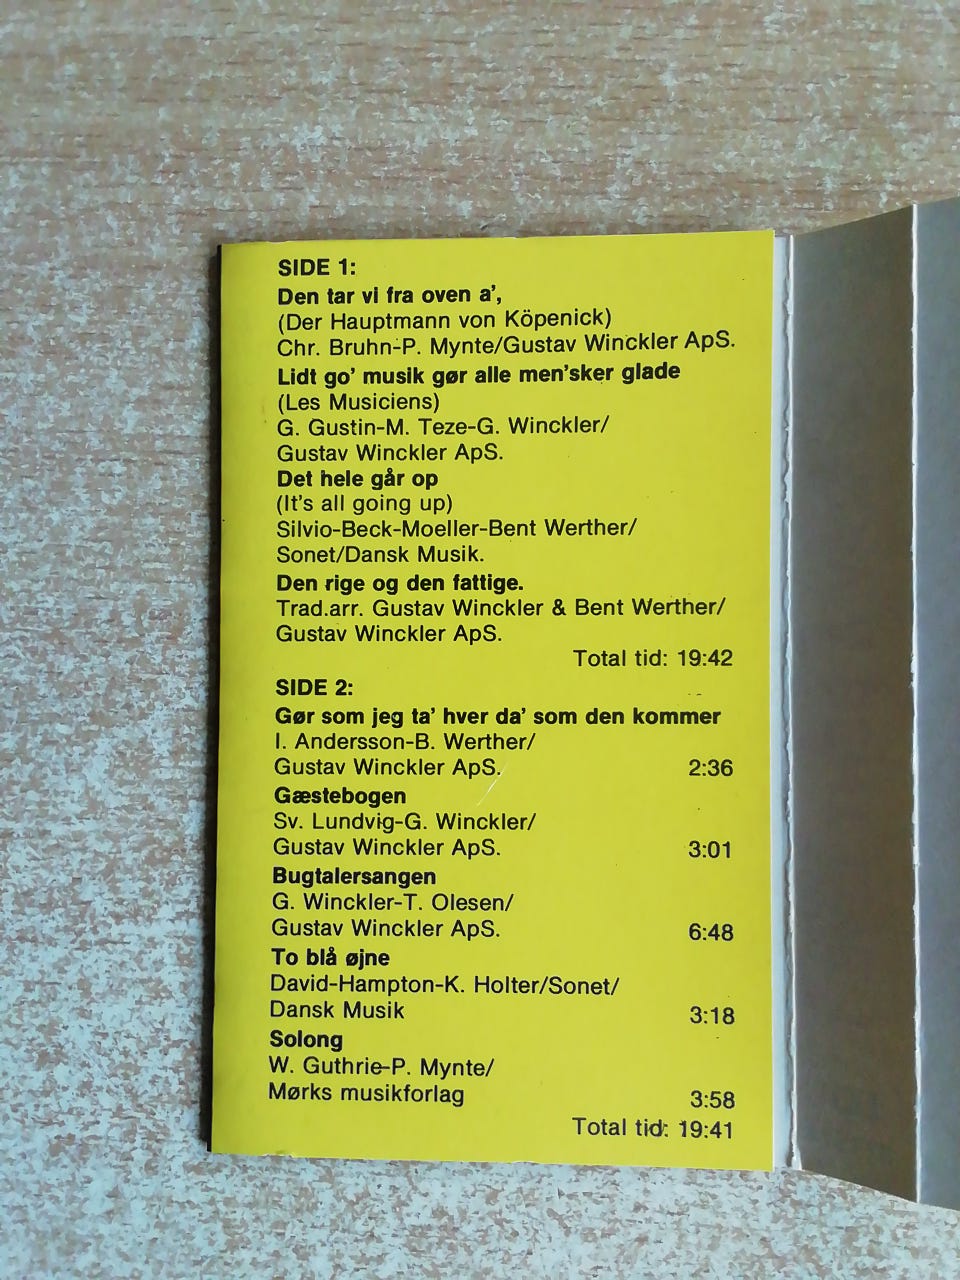 SIDE 1:
Den tar vi fra oven a',
(Der Hauptmann von Köpenick)
Chr. Bruhn-P. Mynte/Gustav Winckler ApS.
Lidt go' musik gør alle men'sker glade
(Les Musiciens)
G. Gustin-M. Teze-G. Winckler/
Gustav Winckler ApS.
Det hele går op
(It's all going up)
Silvio-Beck-Moeller-Bent Werther/
Sonet/Dansk Musik.
Den rige og den fattige.
Trad.arr. Gustav Winckler & Bent Werther/
Gustav Winckler ApS.
Total tid: 19:42
SIDE 2:
Gør som jeg ta' hver da' som den kommer
I. Andersson-B. Werther/
Gustav Winckler ApS. 2:36
Gæstebogen
Sv. Lundvig-G. Winckler/
Gustav Winckler ApS. 3:01
Bugtalersangen
G. Winckler-T. Olesen/
Gustav Winckler ApS. 6:48
To blå øjne
David-Hampton-K. Holter/Sonet/
Dansk Musik 3:18
Solong
W. Guthrie-P. Mynte/
Mørks musikforlag 3:58
Total tid: 19:41